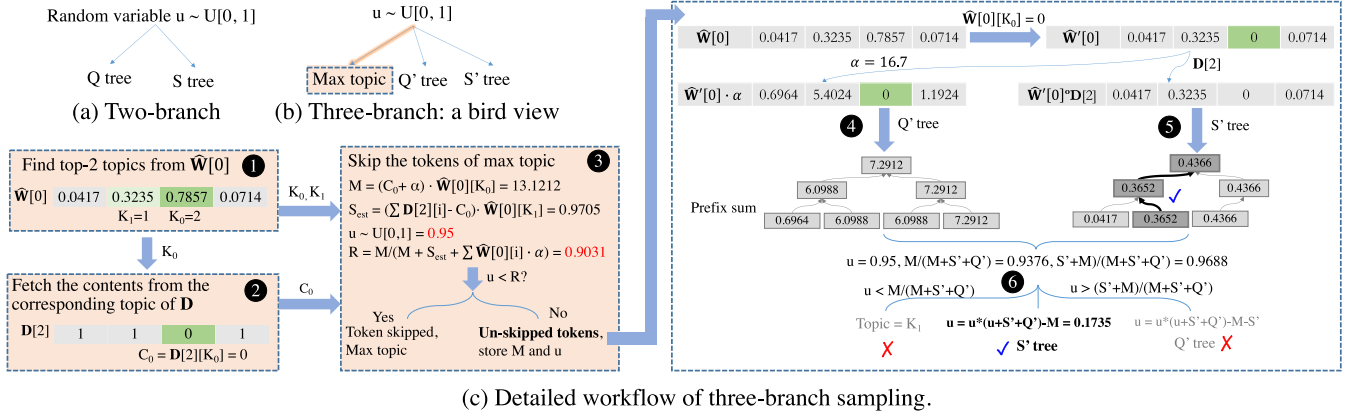 Random variable u ~ U[0, 1]
Q tree
S tree
(a) Two-branch
u ~ U[0, 1]
Max topic
Q' tree
S' tree
(b) Three-branch: a bird view
Find top-2 topics from Ŵ[0]
1
Ŵ[0] 0.0417 0.3235 0.7857 0.0714
K₁=1 K₀=2
K₀, K₁
K₀
Fetch the contents from the
corresponding topic of D
2
D[2] 1 1 0 1
C₀ = D[2][K₀] = 0
C₀
3
Skip the tokens of max topic
M = (C₀+ α) · Ŵ[0][K₀] = 13.1212
Sest = (∑ D[2][i]- C₀)· Ŵ[0][K₁] = 0.9705
u ~ U[0,1] = 0.95
R = M/(M + Sest + ∑ Ŵ[0][i] · α) = 0.9031
u < R?
Yes
Token skipped,
Max topic
No
Un-skipped tokens,
store M and u
Ŵ[0] 0.0417 0.3235 0.7857 0.0714
Ŵ[0][K₀] = 0
Ŵ'[0] 0.0417 0.3235 0 0.0714
α = 16.7
D[2]
Ŵ'[0] · α 0.6964 5.4024 0 1.1924
Ŵ'[0]°D[2] 0.0417 0.3235 0 0.0714
4
Q' tree
5
S' tree
7.2912
6.0988 7.2912
Prefix sum
0.6964 6.0988 6.0988 7.2912
0.4366
0.3652 ✓ 0.4366
0.0417 0.3652 0.4366
u = 0.95, M/(M+S'+Q') = 0.9376, S'+M)/(M+S'+Q') = 0.9688
6
u < M/(M+S'+Q')
u > (S'+M)/(M+S'+Q')
Topic = K₁
✗
u = u*(u+S'+Q')-M = 0.1735
✓ S' tree
u = u*(u+S'+Q')-M-S'
Q' tree ✗
(c) Detailed workflow of three-branch sampling.